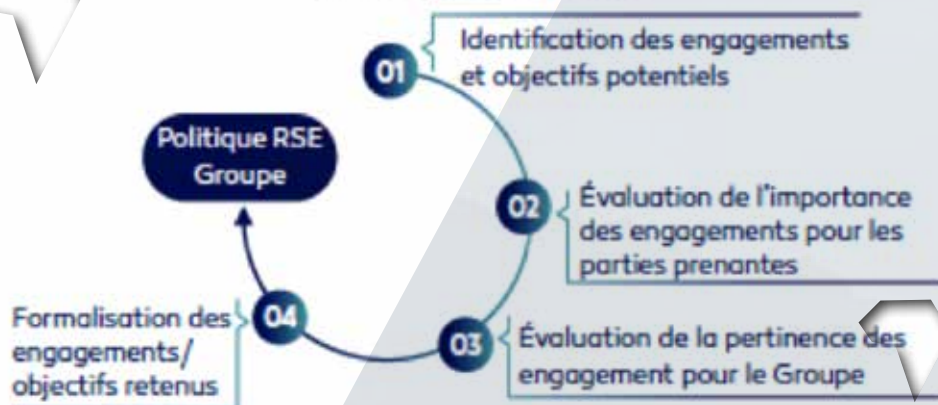 01
Identification des engagements
et objectifs potentiels
Politique RSE
Groupe
02
Évaluation de l'importance
des engagements pour les
parties prenantes
03
Évaluation de la pertinence des
engagement pour le Groupe
04
Formalisation des
engagements/
objectifs retenus